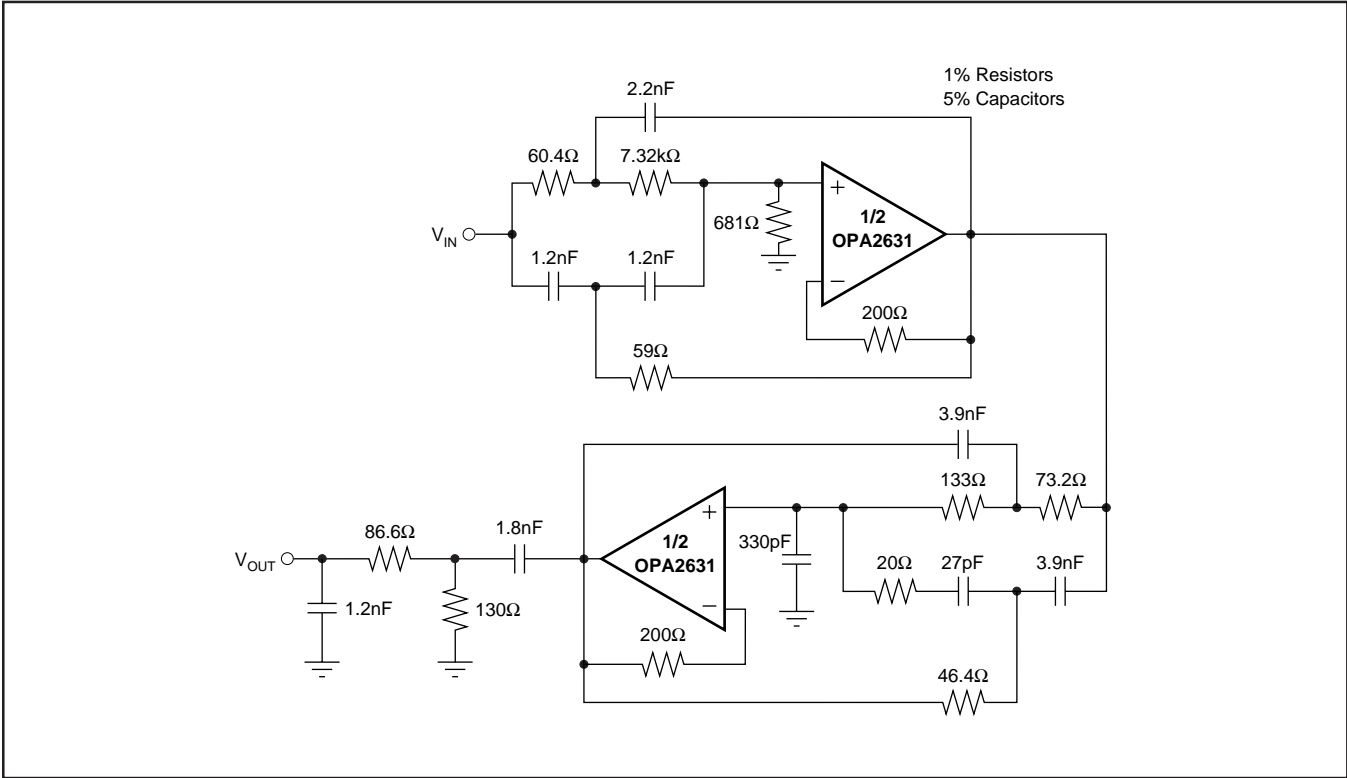 1% Resistors
5% Capacitors
2.2nF
60.4Ω
7.32kΩ
+
681Ω
1/2
OPA2631
V_IN
1.2nF
1.2nF
−
200Ω
59Ω
3.9nF
133Ω
73.2Ω
+
86.6Ω
1.8nF
1/2
OPA2631
330pF
V_OUT
20Ω
27pF
3.9nF
−
1.2nF
130Ω
200Ω
46.4Ω